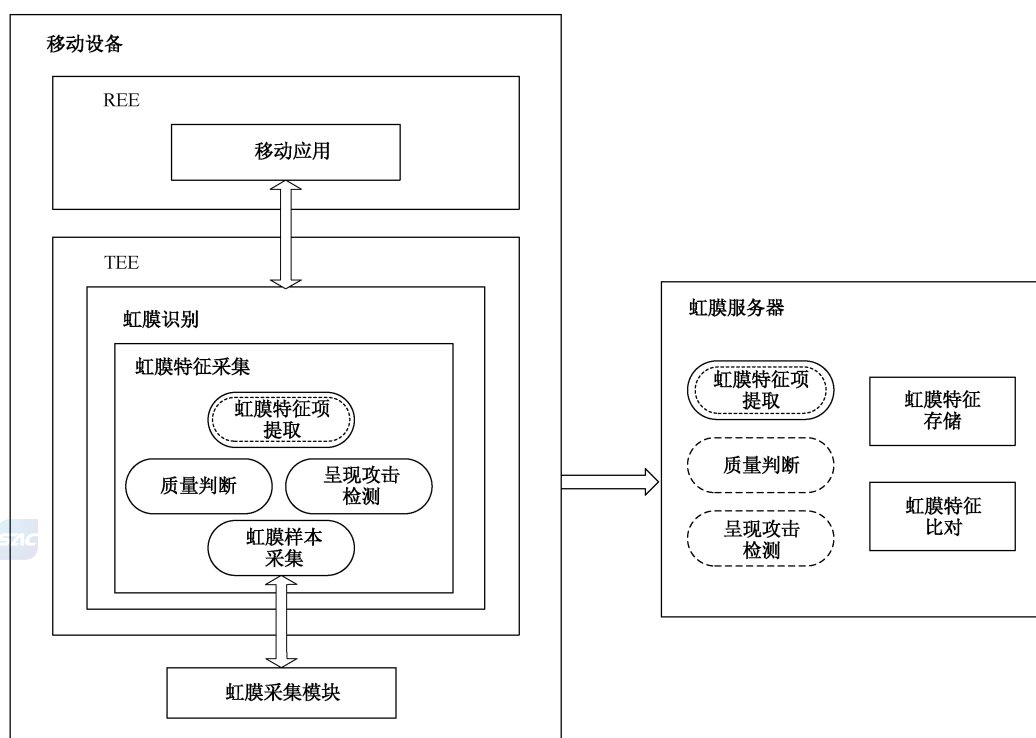 移动设备
REE
移动应用
TEE
虹膜识别
虹膜特征采集
虹膜特征项
提取
质量判断
呈现攻击
检测
虹膜样本
采集
虹膜采集模块
虹膜服务器
虹膜特征项
提取
质量判断
呈现攻击
检测
虹膜特征
存储
虹膜特征
比对
SZAC